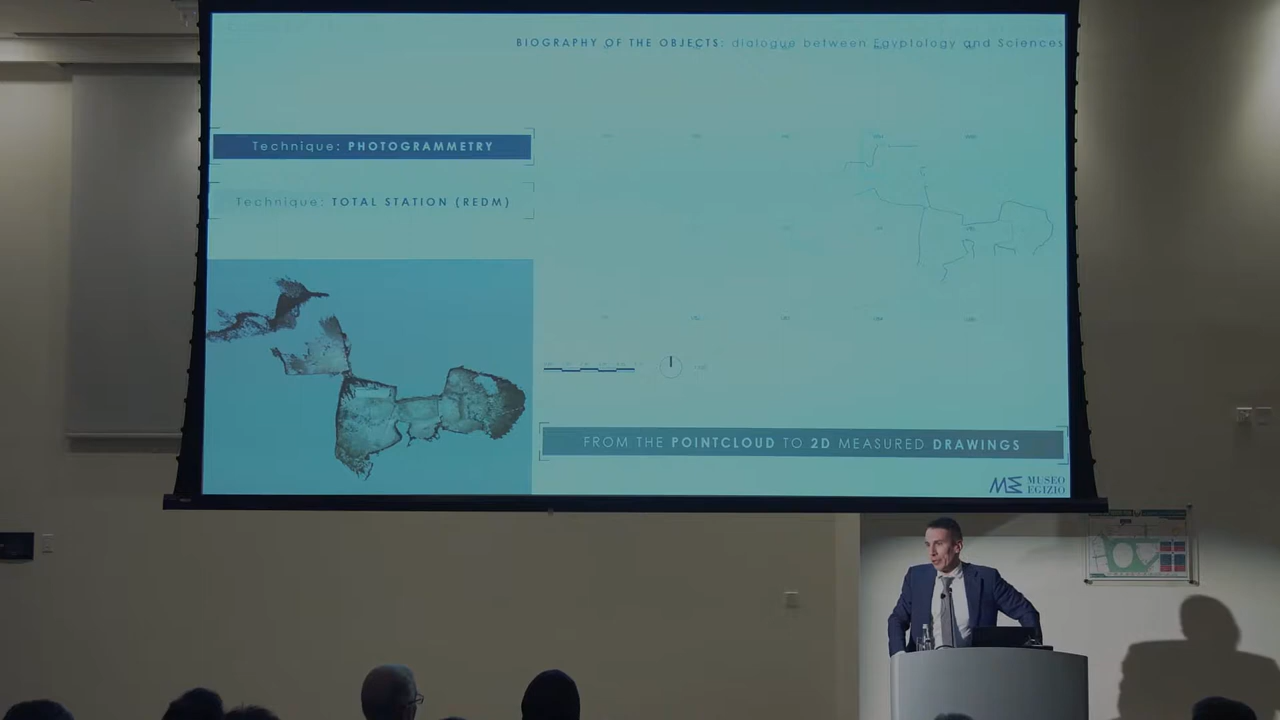 BIOGRAPHY OF THE OBJECTS: dialogue between Egyptology and Sciences
Technique: PHOTOGRAMMETRY
Technique: TOTAL STATION (REDM)
FROM THE POINTCLOUD TO 2D MEASURED DRAWINGS
MUSEO
EGIZIO